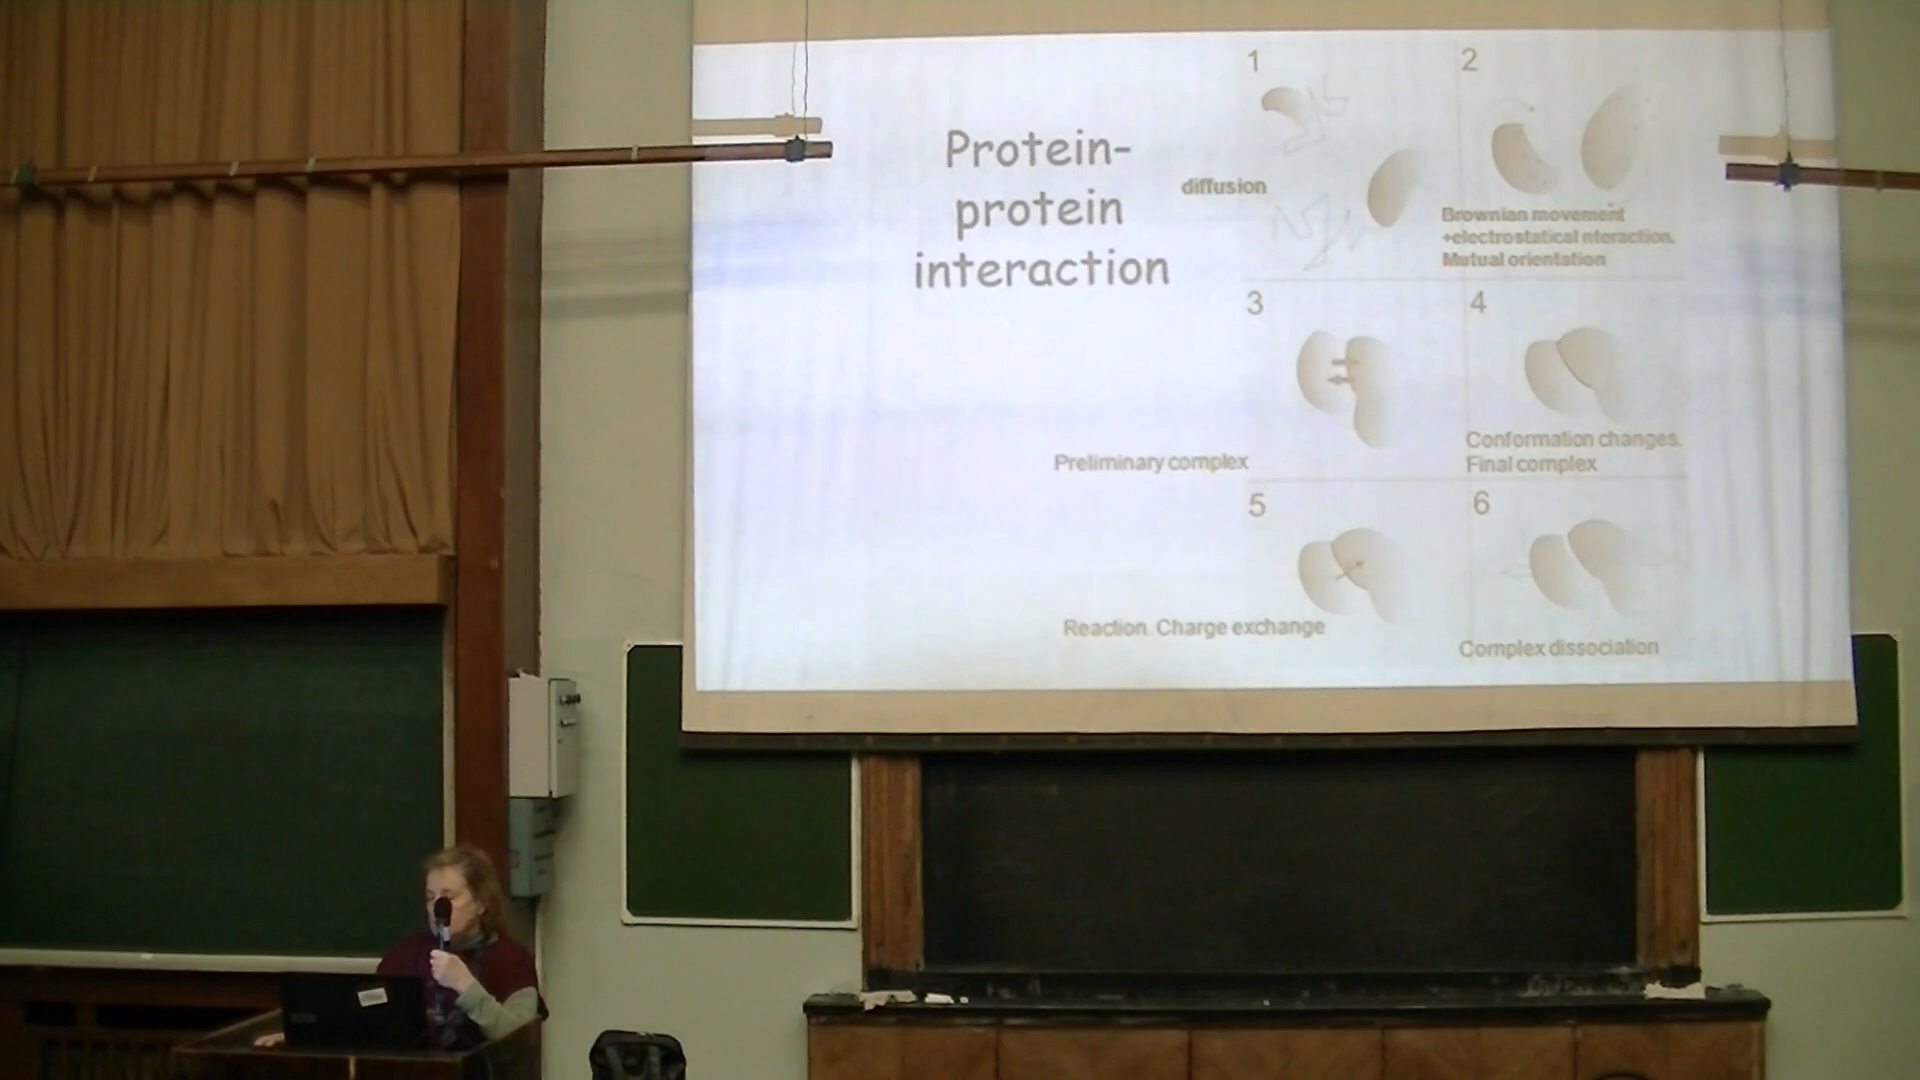 Protein-
protein
interaction
1
diffusion
2
Brownian movement
+electrostatical nteraction.
Mutual orientation
3
Preliminary complex
4
Conformation changes.
Final complex
5
Reaction. Charge exchange
6
Complex dissociation